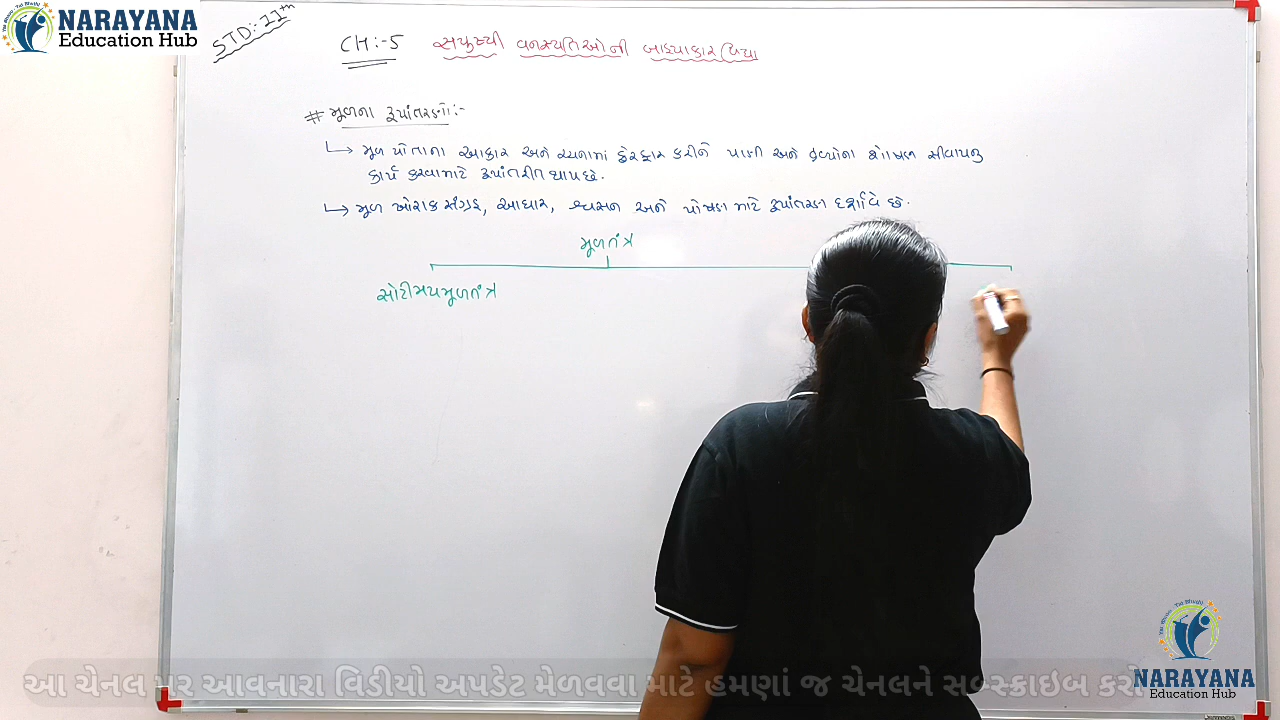 NARAYANA
Education Hub
STD:- 11th
CH:-5 સપુષ્પી વનસ્પતિઓની બાહ્યાકાર વિદ્યા
# મૂળના રૂપાંતરણો:-
મૂળ પોતાના આકાર અને રચનામાં ફેરફાર કરીને પાણી અને દ્રવ્યોના શોષણ સીવાયનું
કાર્ય કરવા માટે રૂપાંતરીત થાય છે.
મૂળ ખોરાક સંગ્રહ, આધાર, શ્વસન અને પોષણ માટે રૂપાંતરણ દર્શાવે છે.
મૂળતંત્ર
સોટીમયમૂળતંત્ર
આ ચેનલ પર આવનારા વિડીયો અપડેટ મેળવવા માટે હમણાં જ ચેનલને સબ્સ્ક્રાઇબ કરો
NARAYANA
Education Hub